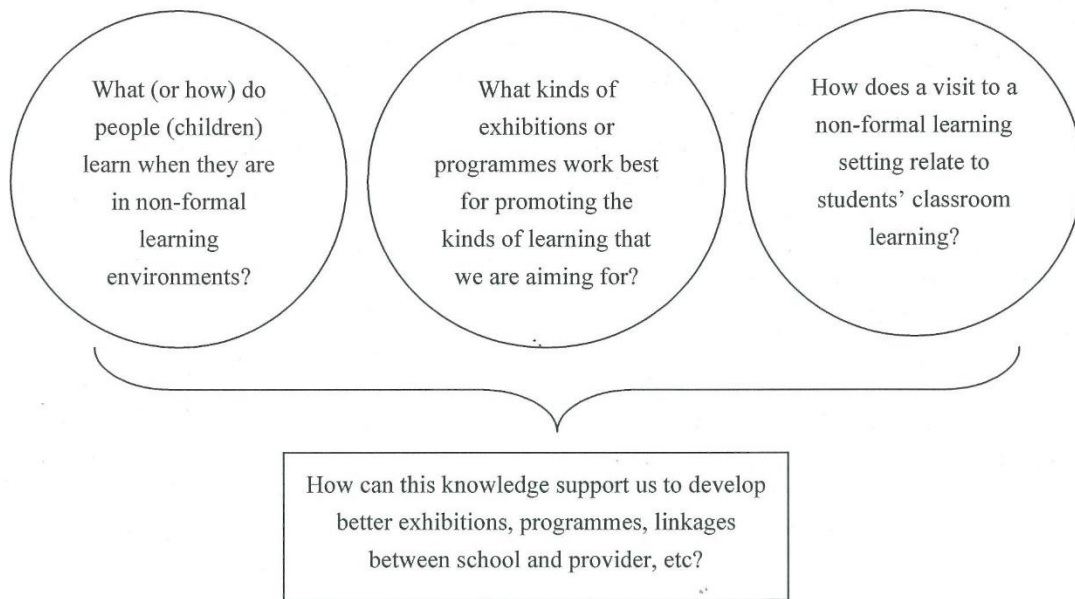 What (or how) do
people (children)
learn when they are
in non-formal
learning
environments?
What kinds of
exhibitions or
programmes work best
for promoting the
kinds of learning that
we are aiming for?
How does a visit to a
non-formal learning
setting relate to
students’ classroom
learning?
How can this knowledge support us to develop
better exhibitions, programmes, linkages
between school and provider, etc?